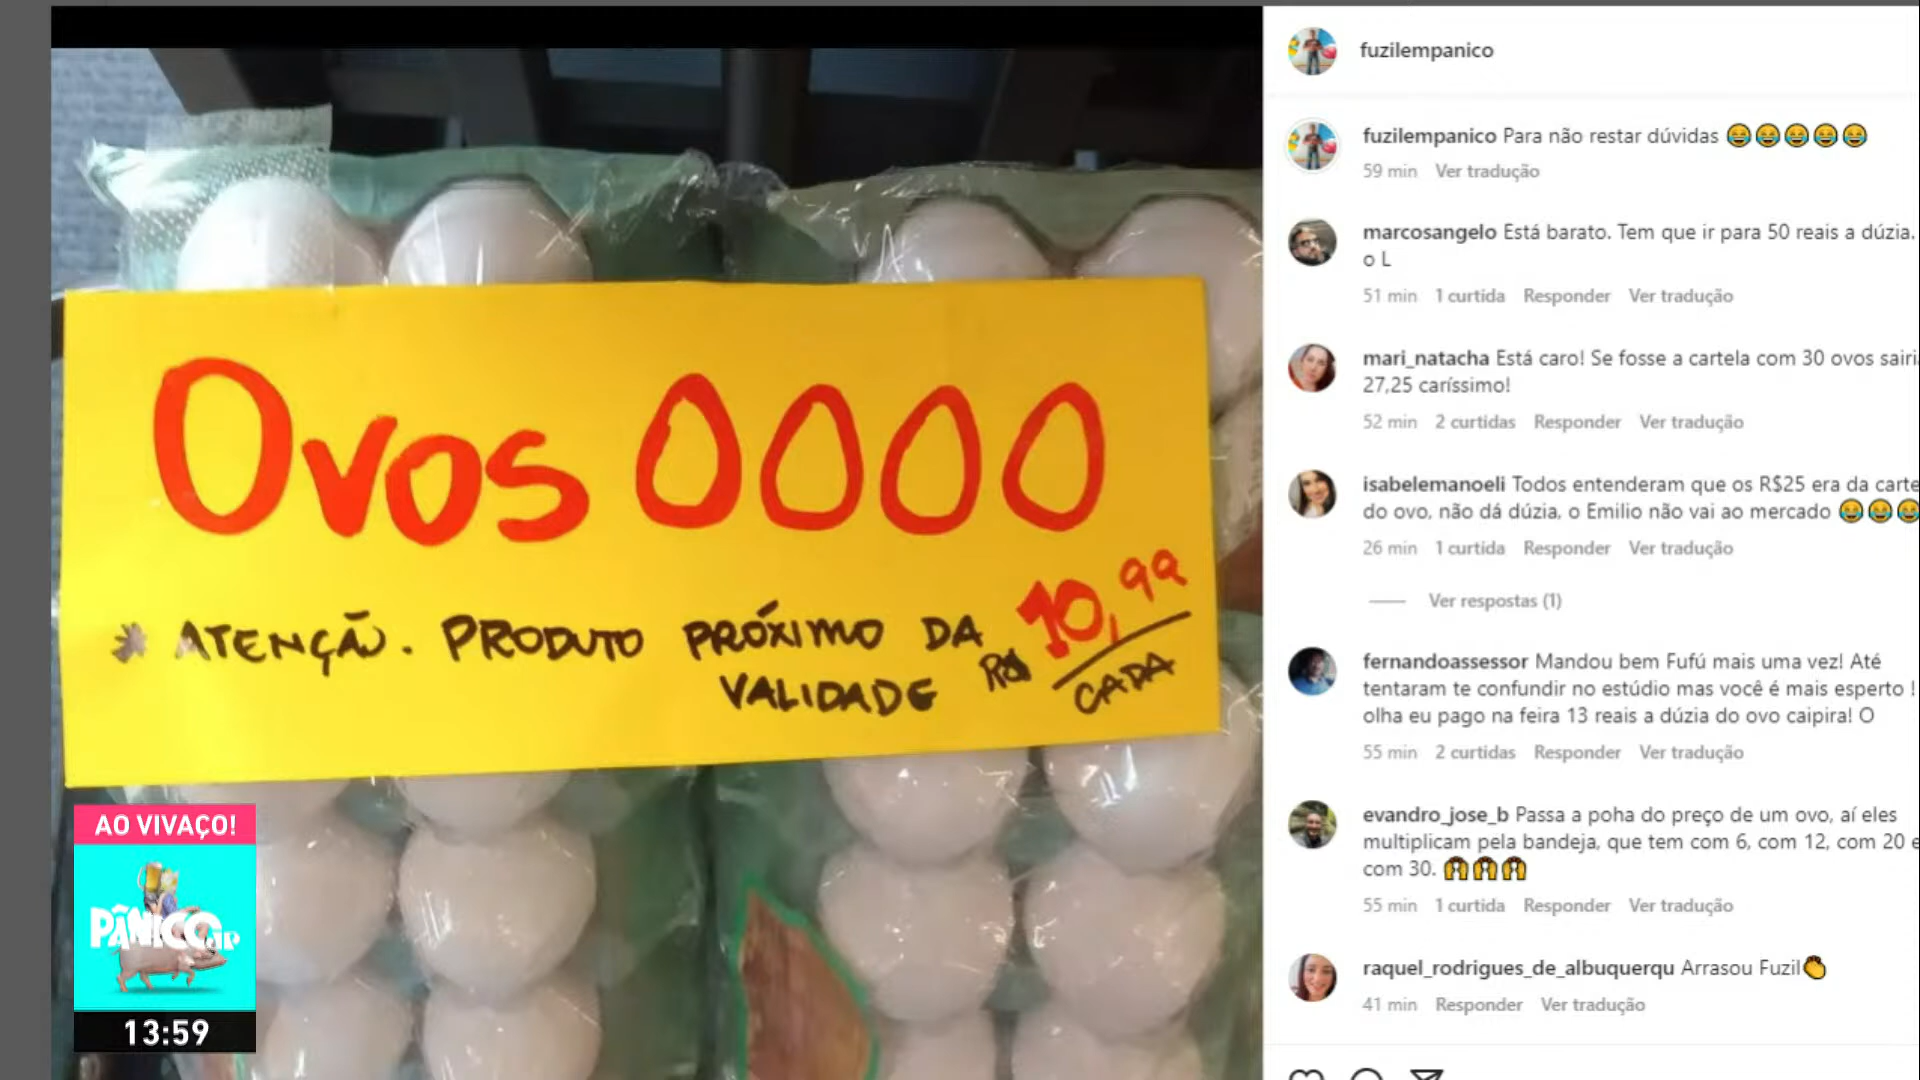 Ovos 0000
* ATENÇÃO. PRODUTO PRÓXIMO DA
VALIDADE
R$ 10,99
CADA
AO VIVAÇO!
PÂNICO JP
13:59
fuzilempanico
fuzilempanico Para não restar dúvidas 😂😂😂😂😂
59 min Ver tradução
marcosangelo Está barato. Tem que ir para 50 reais a dúzia.
o L
51 min 1 curtida Responder Ver tradução
mari_natacha Está caro! Se fosse a cartela com 30 ovos sairi
27,25 caríssimo!
52 min 2 curtidas Responder Ver tradução
isabelemanoeli Todos entenderam que os R$25 era da carte
do ovo, não dá dúzia, o Emilio não vai ao mercado 😂😂😂
26 min 1 curtida Responder Ver tradução
Ver respostas (1)
fernandoassessor Mandou bem Fufú mais uma vez! Até
tentaram te confundir no estúdio mas você é mais esperto !
olha eu pago na feira 13 reais a dúzia do ovo caipira! O
55 min 2 curtidas Responder Ver tradução
evandro_jose_b Passa a poha do preço de um ovo, aí eles
multiplicam pela bandeja, que tem com 6, com 12, com 20 e
com 30. 🙌🙌🙌
55 min 1 curtida Responder Ver tradução
raquel_rodrigues_de_albuquerqu Arrasou Fuzil👏
41 min Responder Ver tradução